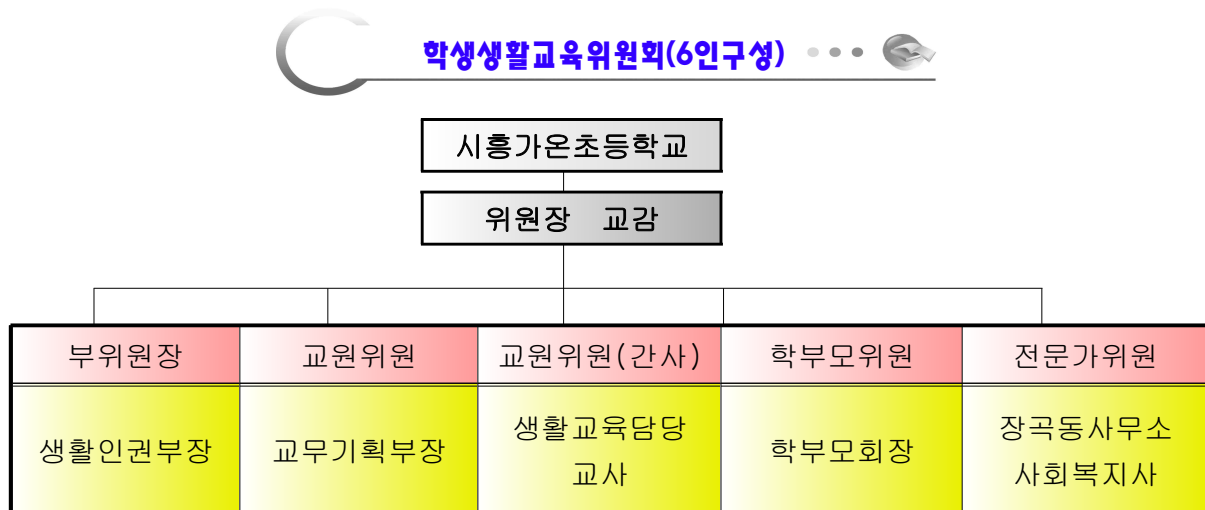 학생생활교육위원회(6인구성)
시흥가온초등학교
위원장 교감
부위원장 교원위원 교원위원(간사) 학부모위원 전문가위원
생활인권부장 교무기획부장 생활교육담당 교사 학부모회장 장곡동사무소 사회복지사